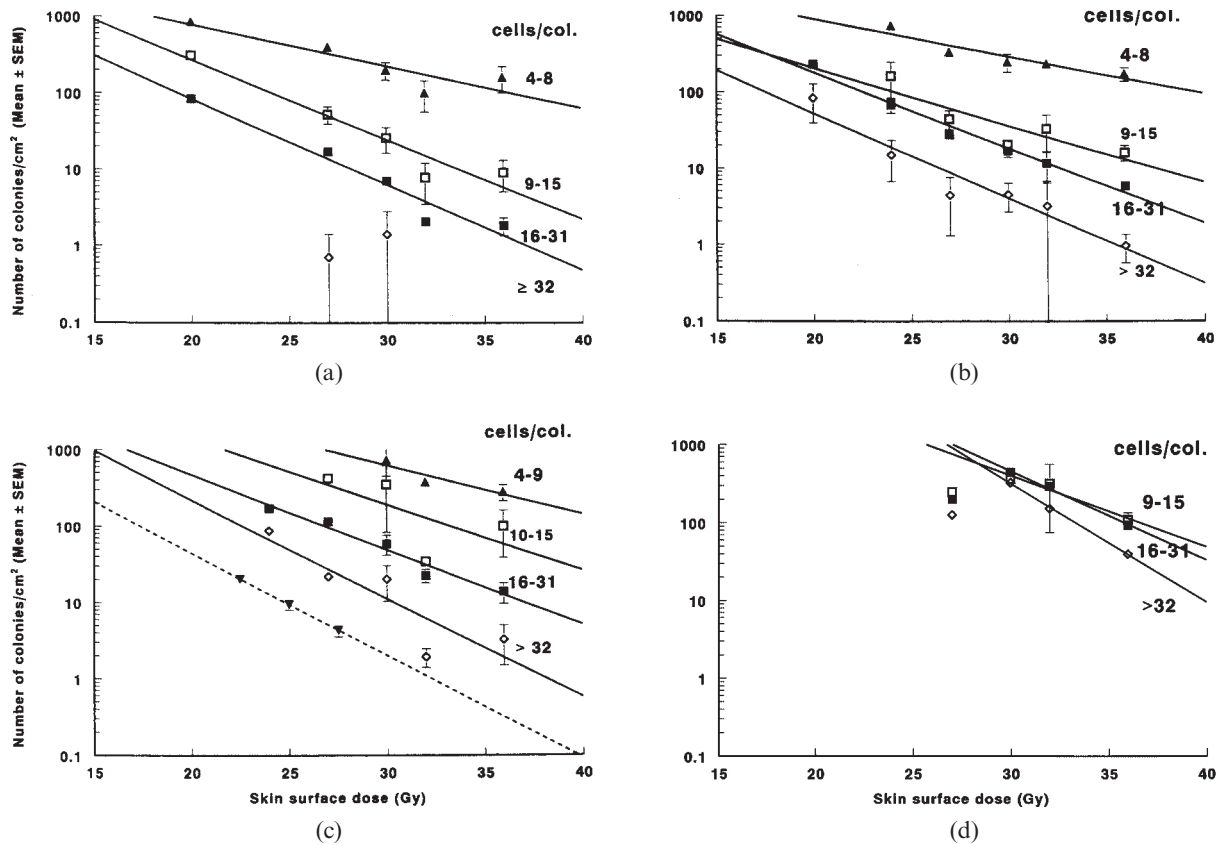 Number of colonies/cm² (Mean ± SEM)
1000
100
10
1
0.1
cells/col.
4-8
9-15
16-31
≥ 32
15 20 25 30 35 40
(a)
1000
100
10
1
0.1
cells/col.
4-8
9-15
16-31
> 32
15 20 25 30 35 40
(b)
Number of colonies/cm² (Mean ± SEM)
1000
100
10
1
0.1
cells/col.
4-9
10-15
16-31
> 32
15 20 25 30 35 40
Skin surface dose (Gy)
(c)
1000
100
10
1
0.1
cells/col.
9-15
16-31
>32
15 20 25 30 35 40
Skin surface dose (Gy)
(d)